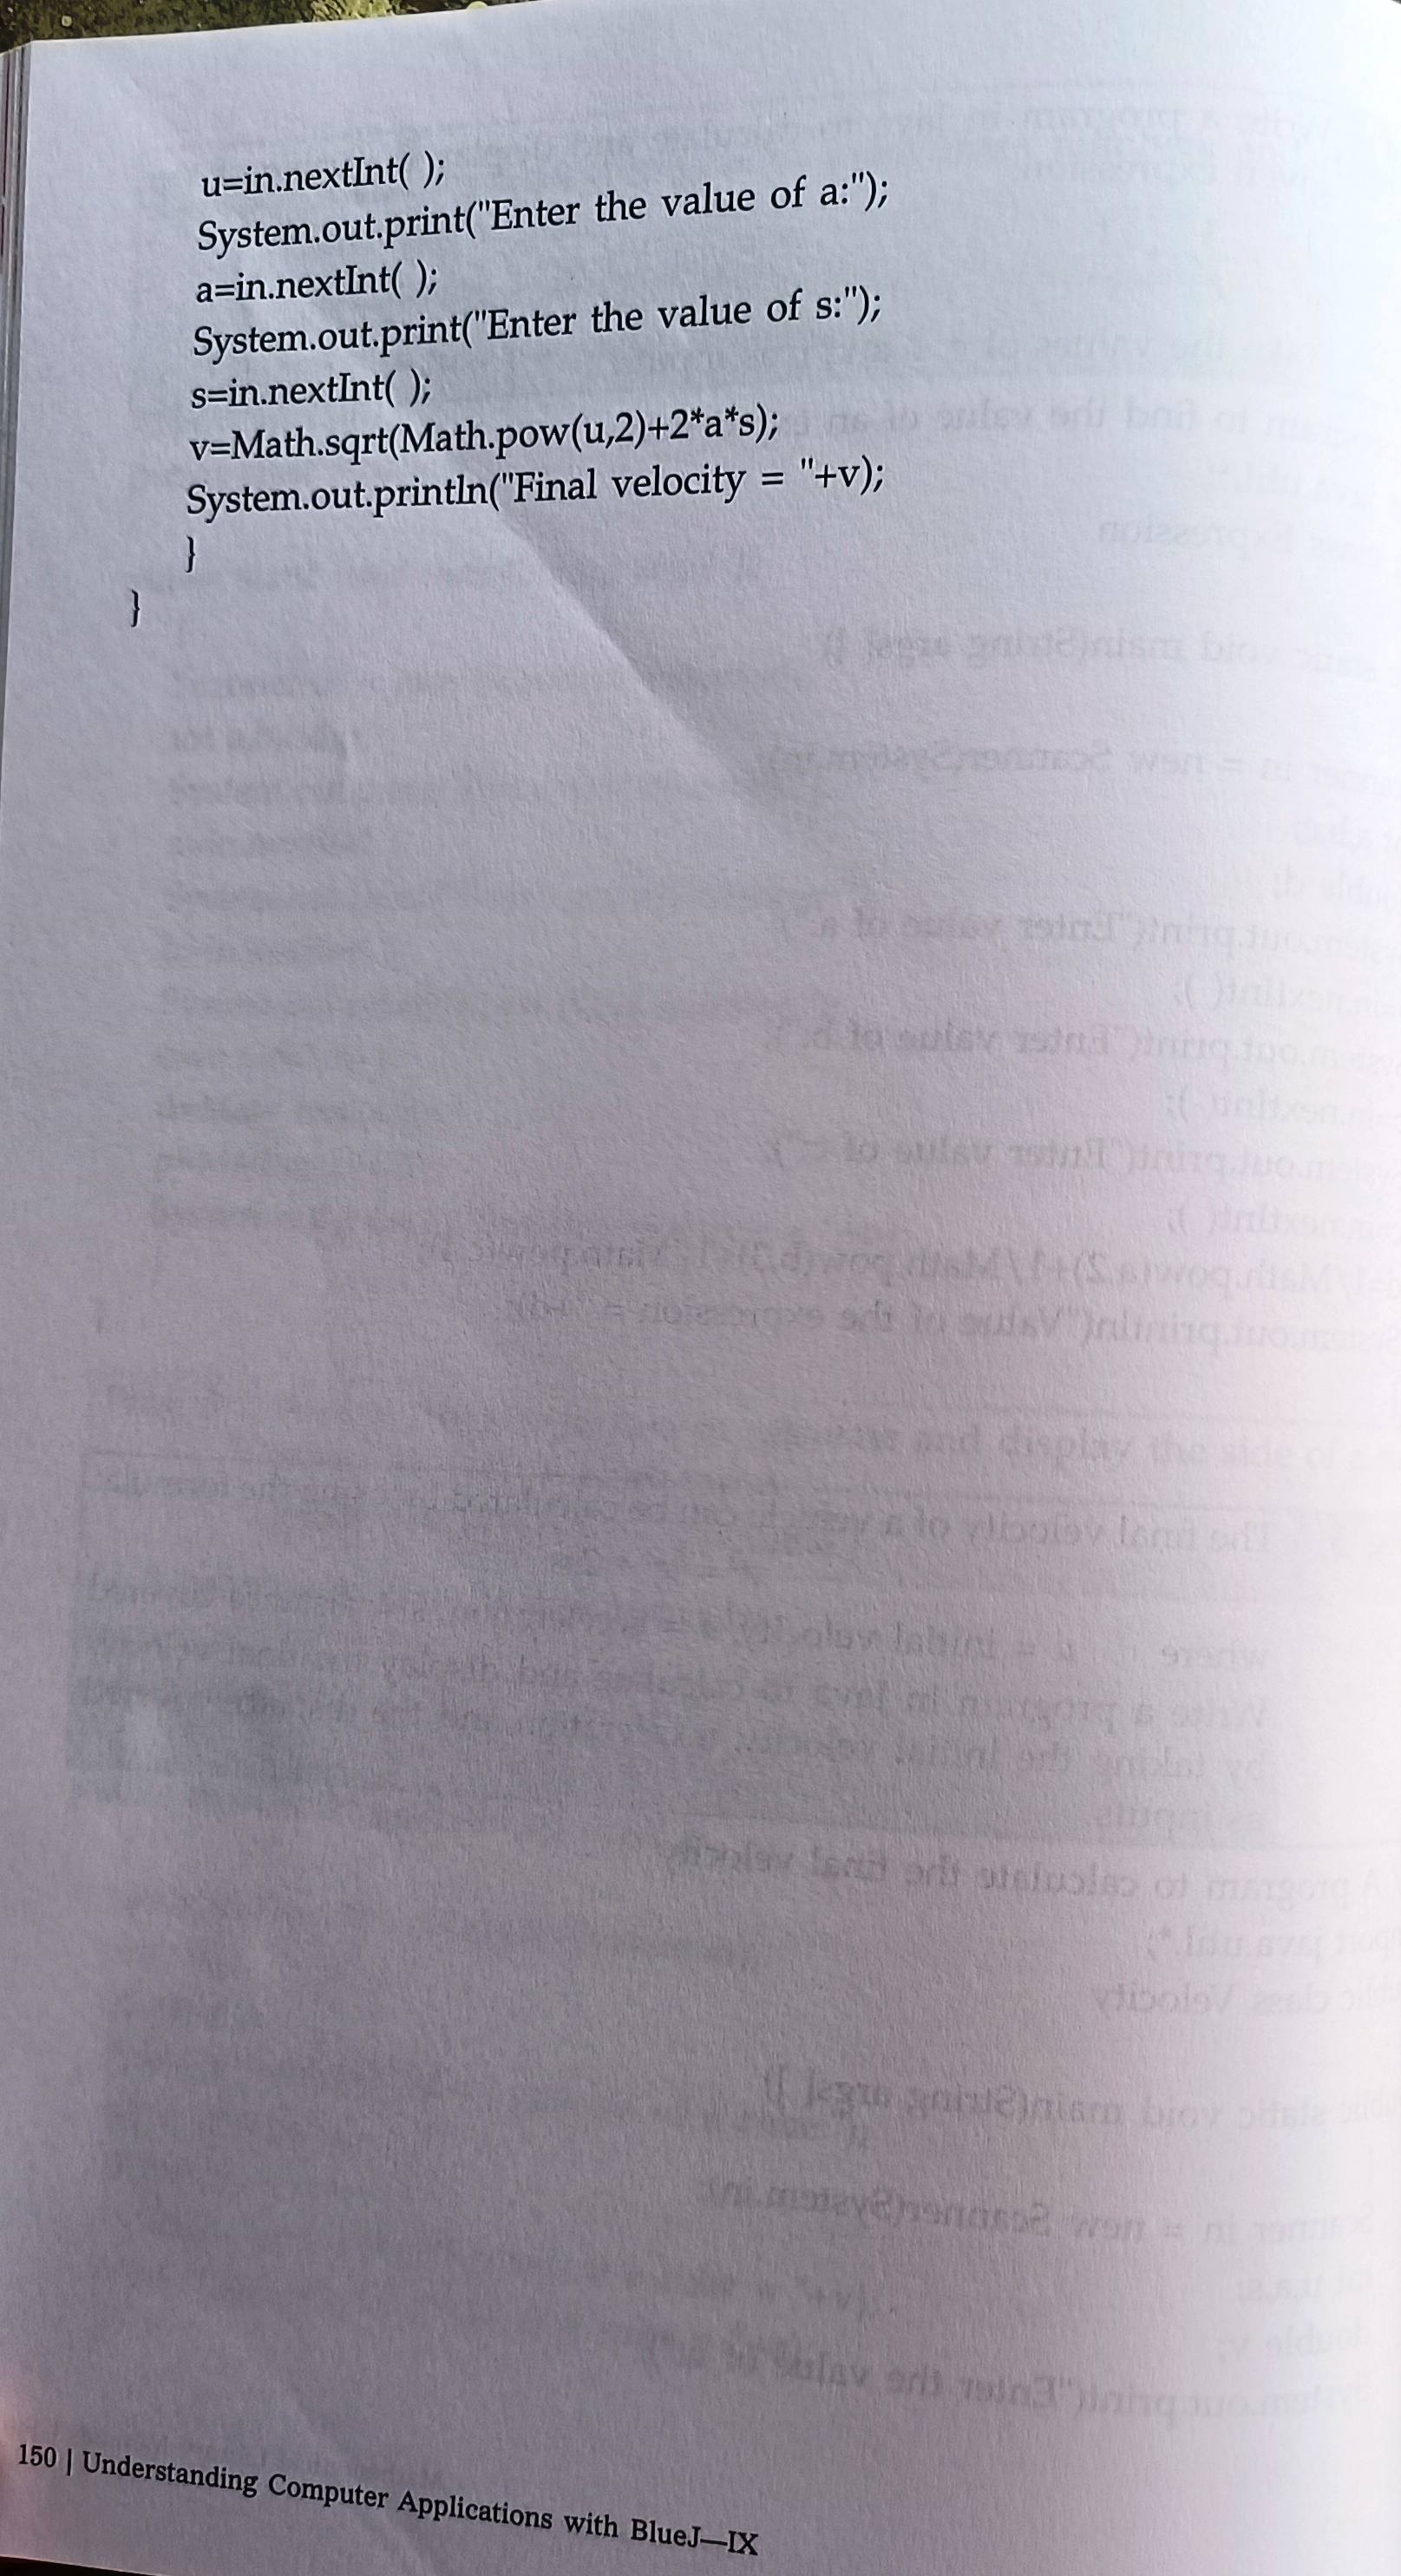 u=in.nextInt( );
System.out.print("Enter the value of a:");
a=in.nextInt( );
System.out.print("Enter the value of s:");
s=in.nextInt( );
v=Math.sqrt(Math.pow(u,2)+2*a*s);
System.out.println("Final velocity = "+v);
}
}
150 | Understanding Computer Applications with BlueJ—IX